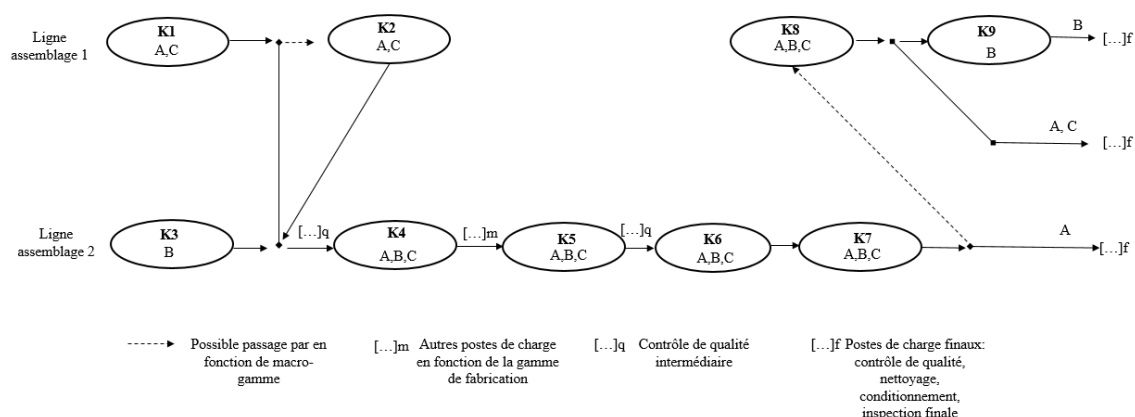 Ligne
assemblage 1
K1
A,C
K2
A,C
K8
A,B,C
K9
B
B
[…]f
A, C
[…]f
Ligne
assemblage 2
K3
B
[…]q
K4
A,B,C
[…]m
K5
A,B,C
[…]q
K6
A,B,C
K7
A,B,C
A
[…]f
Possible passage par en
fonction de macro-
gamme
[…]m
Autres postes de charge
en fonction de la gamme
de fabrication
[…]q
Contrôle de qualité
intermédiaire
[…]f Postes de charge finaux:
contrôle de qualité,
nettoyage,
conditionnement,
inspection finale